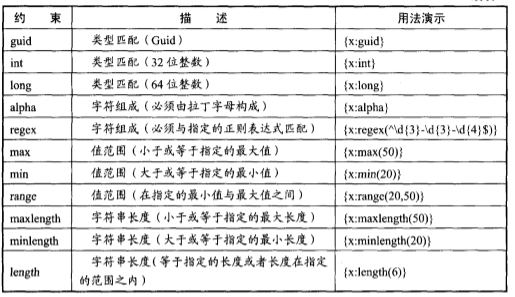 约 束 描 述 用法演示
guid 类型匹配（Guid） {x:guid}
int 类型匹配（32 位整数） {x:int}
long 类型匹配（64 位整数） {x:long}
alpha 字符组成（必须由拉丁字母构成） {x:alpha}
regex 字符组成（必须与指定的正则表达式匹配） {x:regex(^\d{3}-\d{3}-\d{4}$)}
max 值范围（小于或等于指定的最大值） {x:max(50)}
min 值范围（大于或等于指定的最小值） {x:min(20)}
range 值范围（在指定的最小值与最大值之间） {x:range(20,50)}
maxlength 字符串长度（小于或等于指定的最大长度） {x:maxlength(50)}
minlength 字符串长度（大于或等于指定的最小长度） {x:minlength(20)}
length 字符串长度（等于指定的长度或者长度在指定 {x:length(6)}
的范围之内）